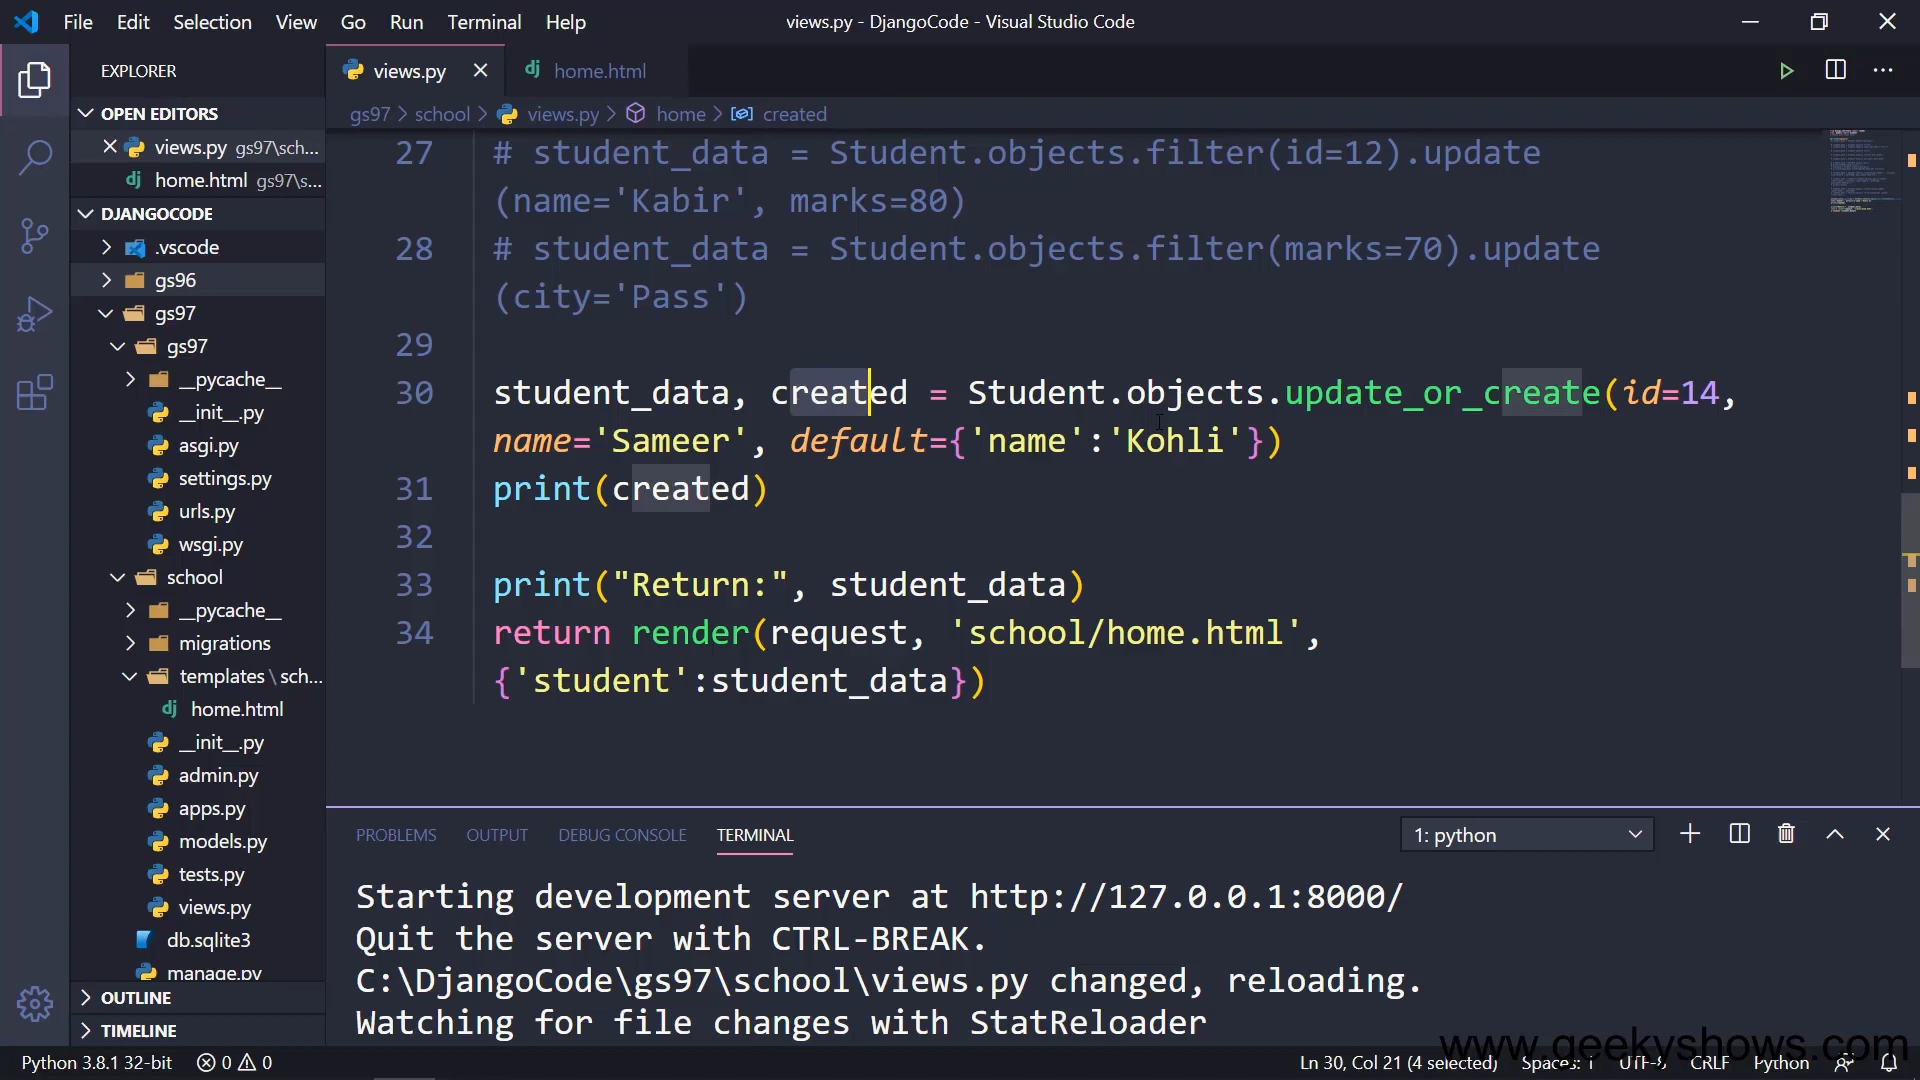 File Edit Selection View Go Run Terminal Help views.py - DjangoCode - Visual Studio Code
EXPLORER
views.py
home.html
OPEN EDITORS
views.py gs97\sch...
home.html gs97\s...
DJANGOCODE
.vscode
gs96
gs97
gs97
__pycache__
__init__.py
asgi.py
settings.py
urls.py
wsgi.py
school
__pycache__
migrations
templates \ sch...
home.html
__init__.py
admin.py
apps.py
models.py
tests.py
views.py
db.sqlite3
manage.py
OUTLINE
TIMELINE
gs97 > school > views.py > home > created
27 # student_data = Student.objects.filter(id=12).update
(name='Kabir', marks=80)
28 # student_data = Student.objects.filter(marks=70).update
(city='Pass')
29
30 student_data, created = Student.objects.update_or_create(id=14,
name='Sameer', default={'name':'Kohli'})
31 print(created)
32
33 print("Return:", student_data)
34 return render(request, 'school/home.html',
{'student':student_data})
PROBLEMS OUTPUT DEBUG CONSOLE TERMINAL 1: python
Starting development server at http://127.0.0.1:8000/
Quit the server with CTRL-BREAK.
C:\DjangoCode\gs97\school\views.py changed, reloading.
Watching for file changes with StatReloader
www.geekyshows.com
Python 3.8.1 32-bit 0 0 Ln 30, Col 21 (4 selected) Spaces: 1 UTF-8 CRLF Python